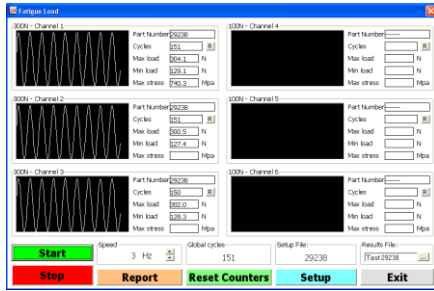 Fatigue Load
300N - Channel 1
Part Number 29238
Cycles 151 R
Max load 304.1 N
Min load 129.1 N
Max stress 740.3 Mpa
100N - Channel 4
Part Number -------
Cycles R
Max load N
Min load N
Max stress Mpa
300N - Channel 2
Part Number 29238
Cycles 151 R
Max load 300.5 N
Min load 127.4 N
Max stress Mpa
100N - Channel 5
Part Number -------
Cycles R
Max load N
Min load N
Max stress Mpa
300N - Channel 3
Part Number 29238
Cycles 150 R
Max load 302.0 N
Min load 128.3 N
Max stress Mpa
100N - Channel 6
Part Number -------
Cycles R
Max load N
Min load N
Max stress Mpa
Start
Speed
3 Hz
Global cycles
151
Setup File:
29238
Results File:
Test 29238 ...
Stop
Report
Reset Counters
Setup
Exit